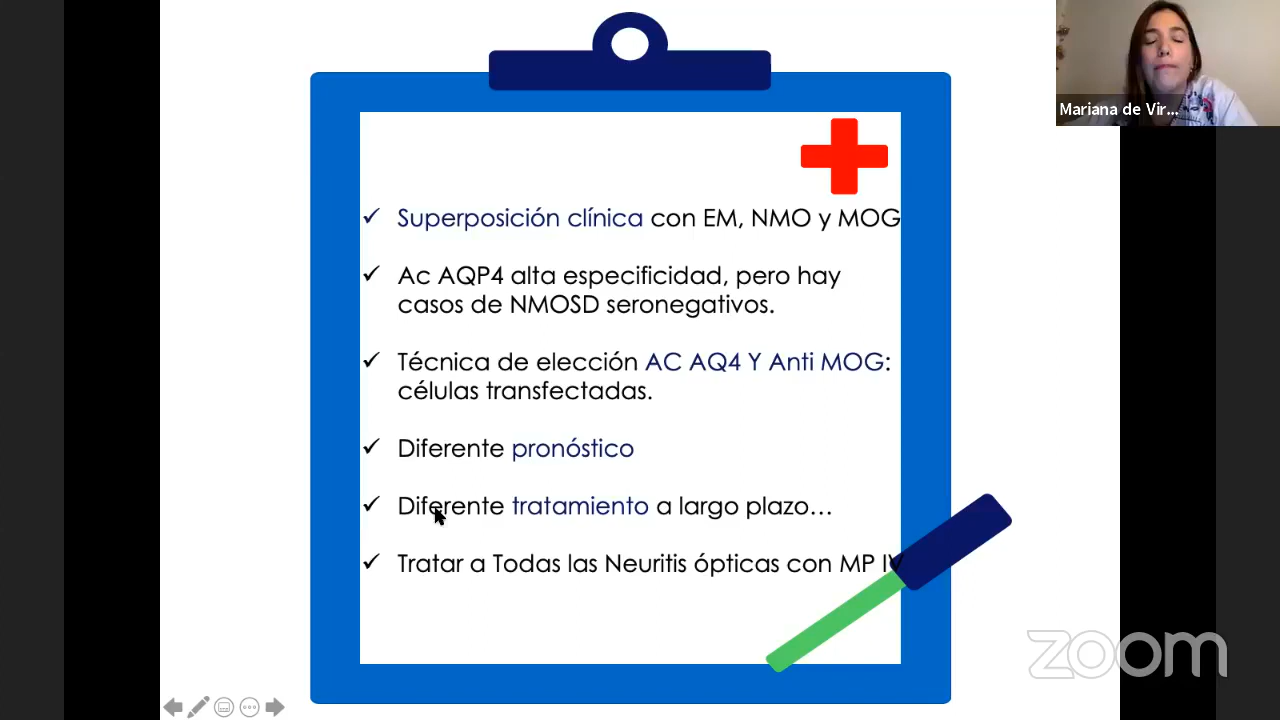 Mariana de Vir...
✓ Superposición clínica con EM, NMO y MOG
✓ Ac AQP4 alta especificidad, pero hay
casos de NMOSD seronegativos.
✓ Técnica de elección AC AQ4 Y Anti MOG:
células transfectadas.
✓ Diferente pronóstico
✓ Diferente tratamiento a largo plazo...
✓ Tratar a Todas las Neuritis ópticas con MP IV
zoom